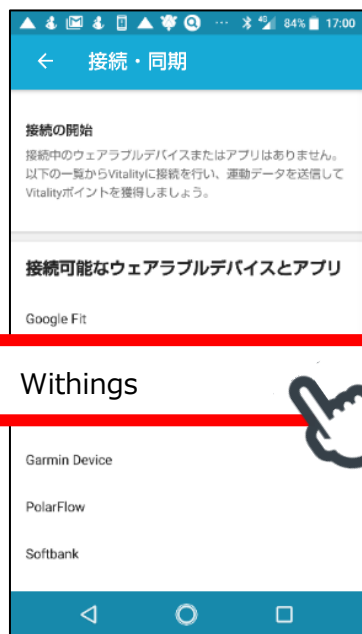 84% 17:00
接続・同期
接続の開始
接続中のウェアラブルデバイスまたはアプリはありません。
以下の一覧からVitalityに接続を行い、運動データを送信して
Vitalityポイントを獲得しましょう。
接続可能なウェアラブルデバイスとアプリ
Google Fit
Withings
Garmin Device
PolarFlow
Softbank